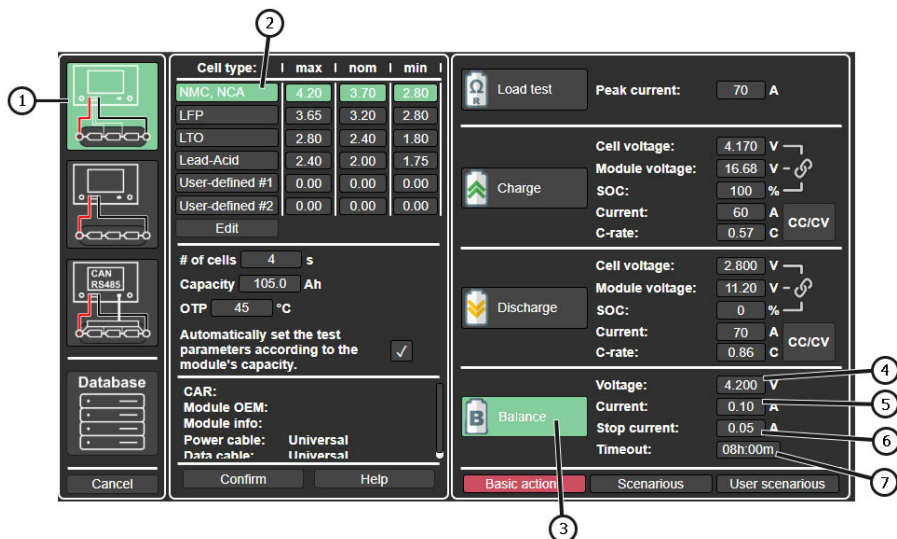 2
1
CAN
RS485
Database
Cancel
Cell type: max nom min
NMC, NCA 4.20 3.70 2.80
LFP 3.65 3.20 2.80
LTO 2.80 2.40 1.80
Lead-Acid 2.40 2.00 1.75
User-defined #1 0.00 0.00 0.00
User-defined #2 0.00 0.00 0.00
Edit
# of cells 4 s
Capacity 105.0 Ah
OTP 45 °C
Automatically set the test
parameters according to the
module's capacity. ✓
CAR:
Module OEM:
Module info:
Power cable: Universal
Data cable: Universal
Confirm Help
Ω
R
Load test Peak current: 70 A
Charge
Cell voltage: 4.170 V
Module voltage: 16.68 V
SOC: 100 %
Current: 60 A
C-rate: 0.57 C
CC/CV
Discharge
Cell voltage: 2.800 V
Module voltage: 11.20 V
SOC: 0 %
Current: 70 A
C-rate: 0.86 C
CC/CV
B
Balance
Voltage: 4.200 V
Current: 0.10 A
Stop current: 0.05 A
Timeout: 08h:00m
Basic action Scenarious User scenarious
4
5
6
7
3